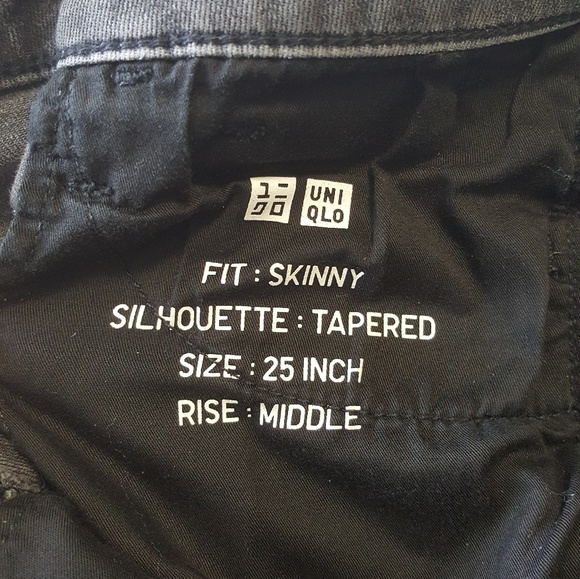 ユニ
クロ
UNI
QLO
FIT : SKINNY
SILHOUETTE : TAPERED
SIZE : 25 INCH
RISE : MIDDLE